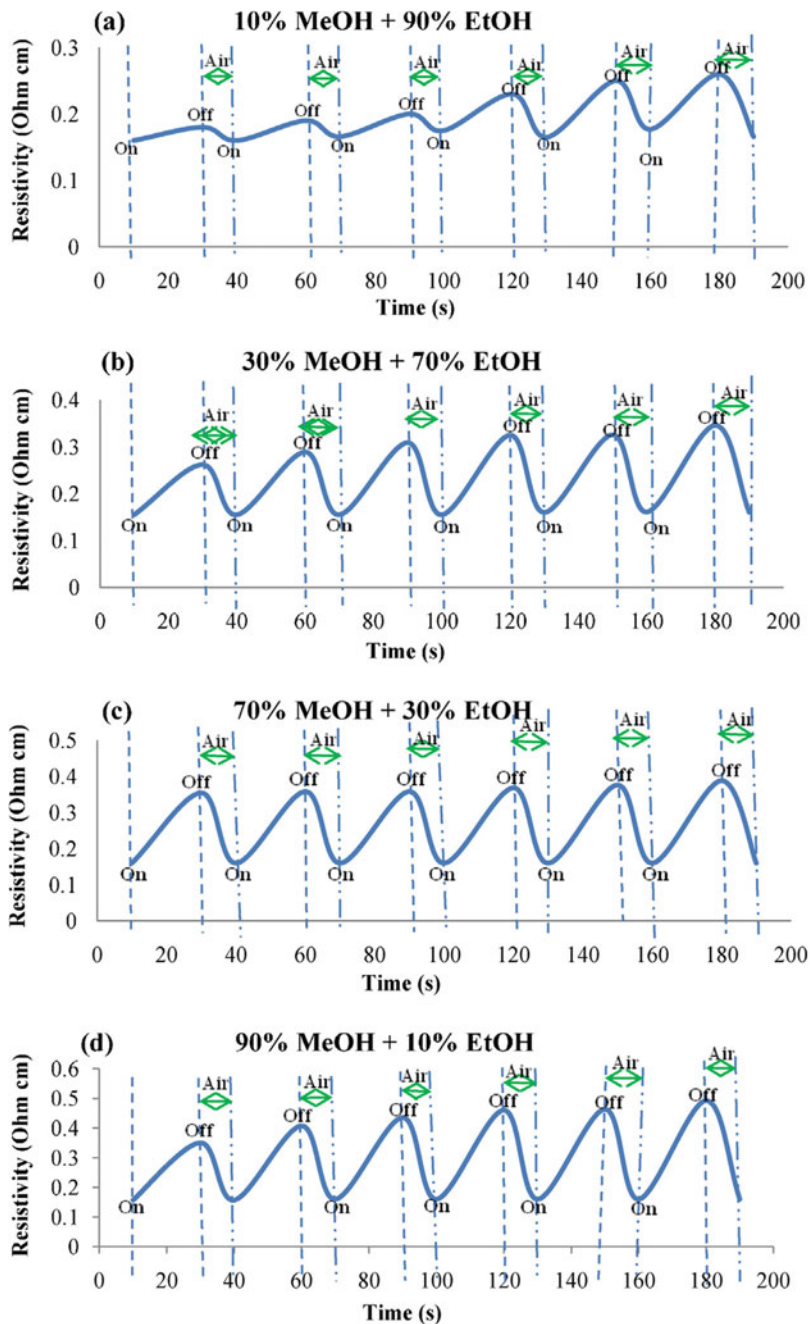 (a) 10% MeOH + 90% EtOH
Air Air Air Air Air Air
Off Off Off Off Off Off
On On On On On On
0.3
0.2
0.1
0
Resistivity (Ohm cm)
0 20 40 60 80 100 120 140 160 180 200
Time (s)
(b) 30% MeOH + 70% EtOH
Air Air Air Air Air Air
Off Off Off Off Off
On On On On On On
0.4
0.3
0.2
0.1
0
Resistivity (Ohm cm)
0 20 40 60 80 100 120 140 160 180 200
Time (s)
(c) 70% MeOH + 30% EtOH
Air Air Air Air Air Air
Off Off Off Off Off Off
On On On On On On
0.5
0.4
0.3
0.2
0.1
0
Resistivity (Ohm cm)
0 20 40 60 80 100 120 140 160 180 200
Time (s)
(d) 90% MeOH + 10% EtOH
Air Air Air Air Air Air
Off Off Off Off Off Off
On On On On On
0.6
0.5
0.4
0.3
0.2
0.1
0
Resistivity (Ohm cm)
0 20 40 60 80 100 120 140 160 180 200
Time (s)